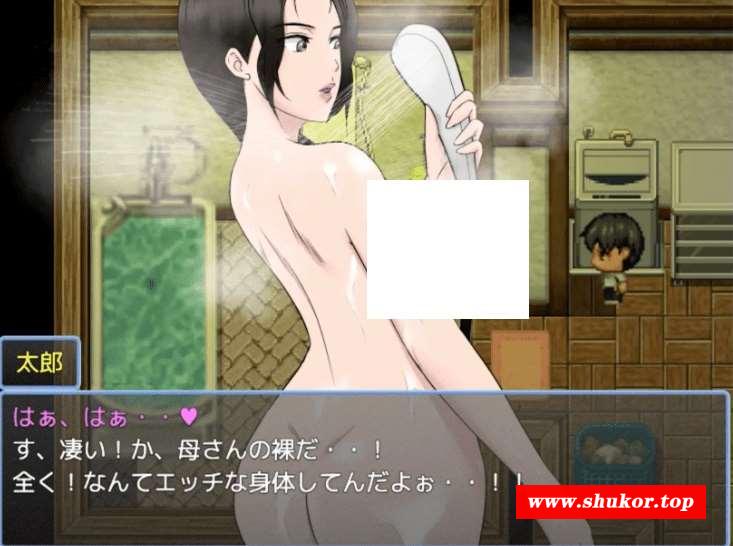 太郎
はぁ、はぁ・・♥
す、凄い！か、母さんの裸だ・・！
全く！なんてエッチな身体してんだよぉ・・！！
www.shukor.top